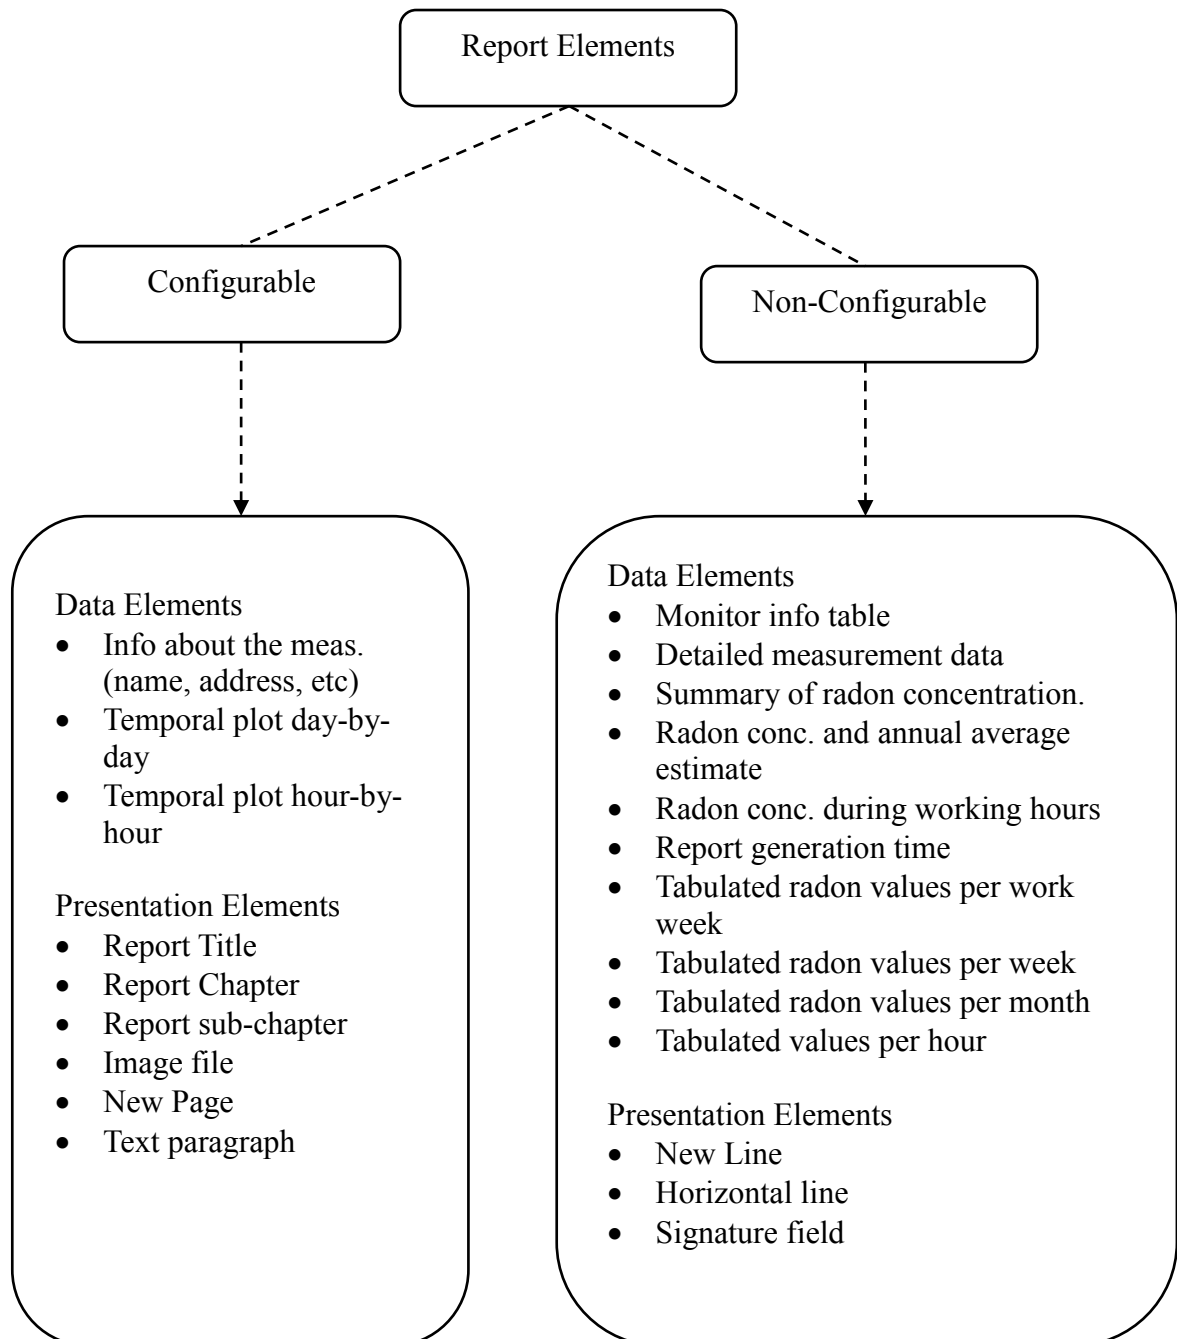 Report Elements
Configurable
Non-Configurable
Data Elements
• Info about the meas.
(name, address, etc)
• Temporal plot day-by-
day
• Temporal plot hour-by-
hour
Presentation Elements
• Report Title
• Report Chapter
• Report sub-chapter
• Image file
• New Page
• Text paragraph
Data Elements
• Monitor info table
• Detailed measurement data
• Summary of radon concentration.
• Radon conc. and annual average
estimate
• Radon conc. during working hours
• Report generation time
• Tabulated radon values per work
week
• Tabulated radon values per week
• Tabulated radon values per month
• Tabulated values per hour
Presentation Elements
• New Line
• Horizontal line
• Signature field